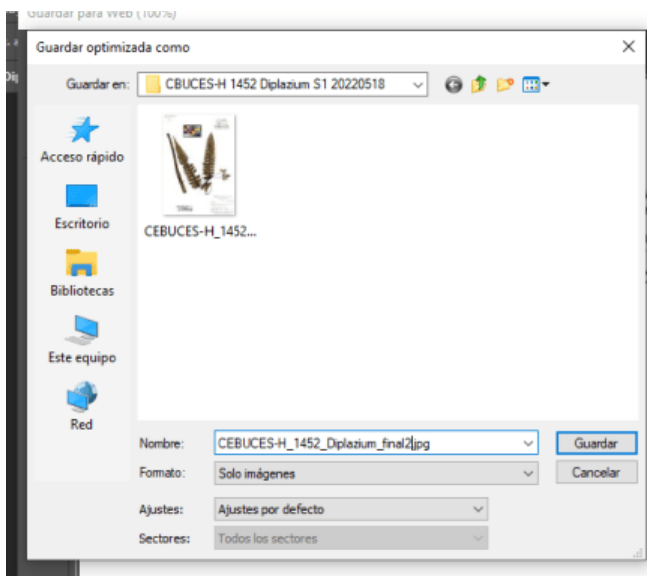 Guardar para Web (100%)
Guardar optimizada como
Guardar en: CBUCES-H 1452 Diplazium S1 20220518
Acceso rápido
Escritorio
Bibliotecas
Este equipo
Red
CEBUCES-H_1452...
Nombre: CEBUCES-H_1452_Diplazium_final2jpg Guardar
Formato: Solo imágenes Cancelar
Ajustes: Ajustes por defecto
Sectores: Todos los sectores